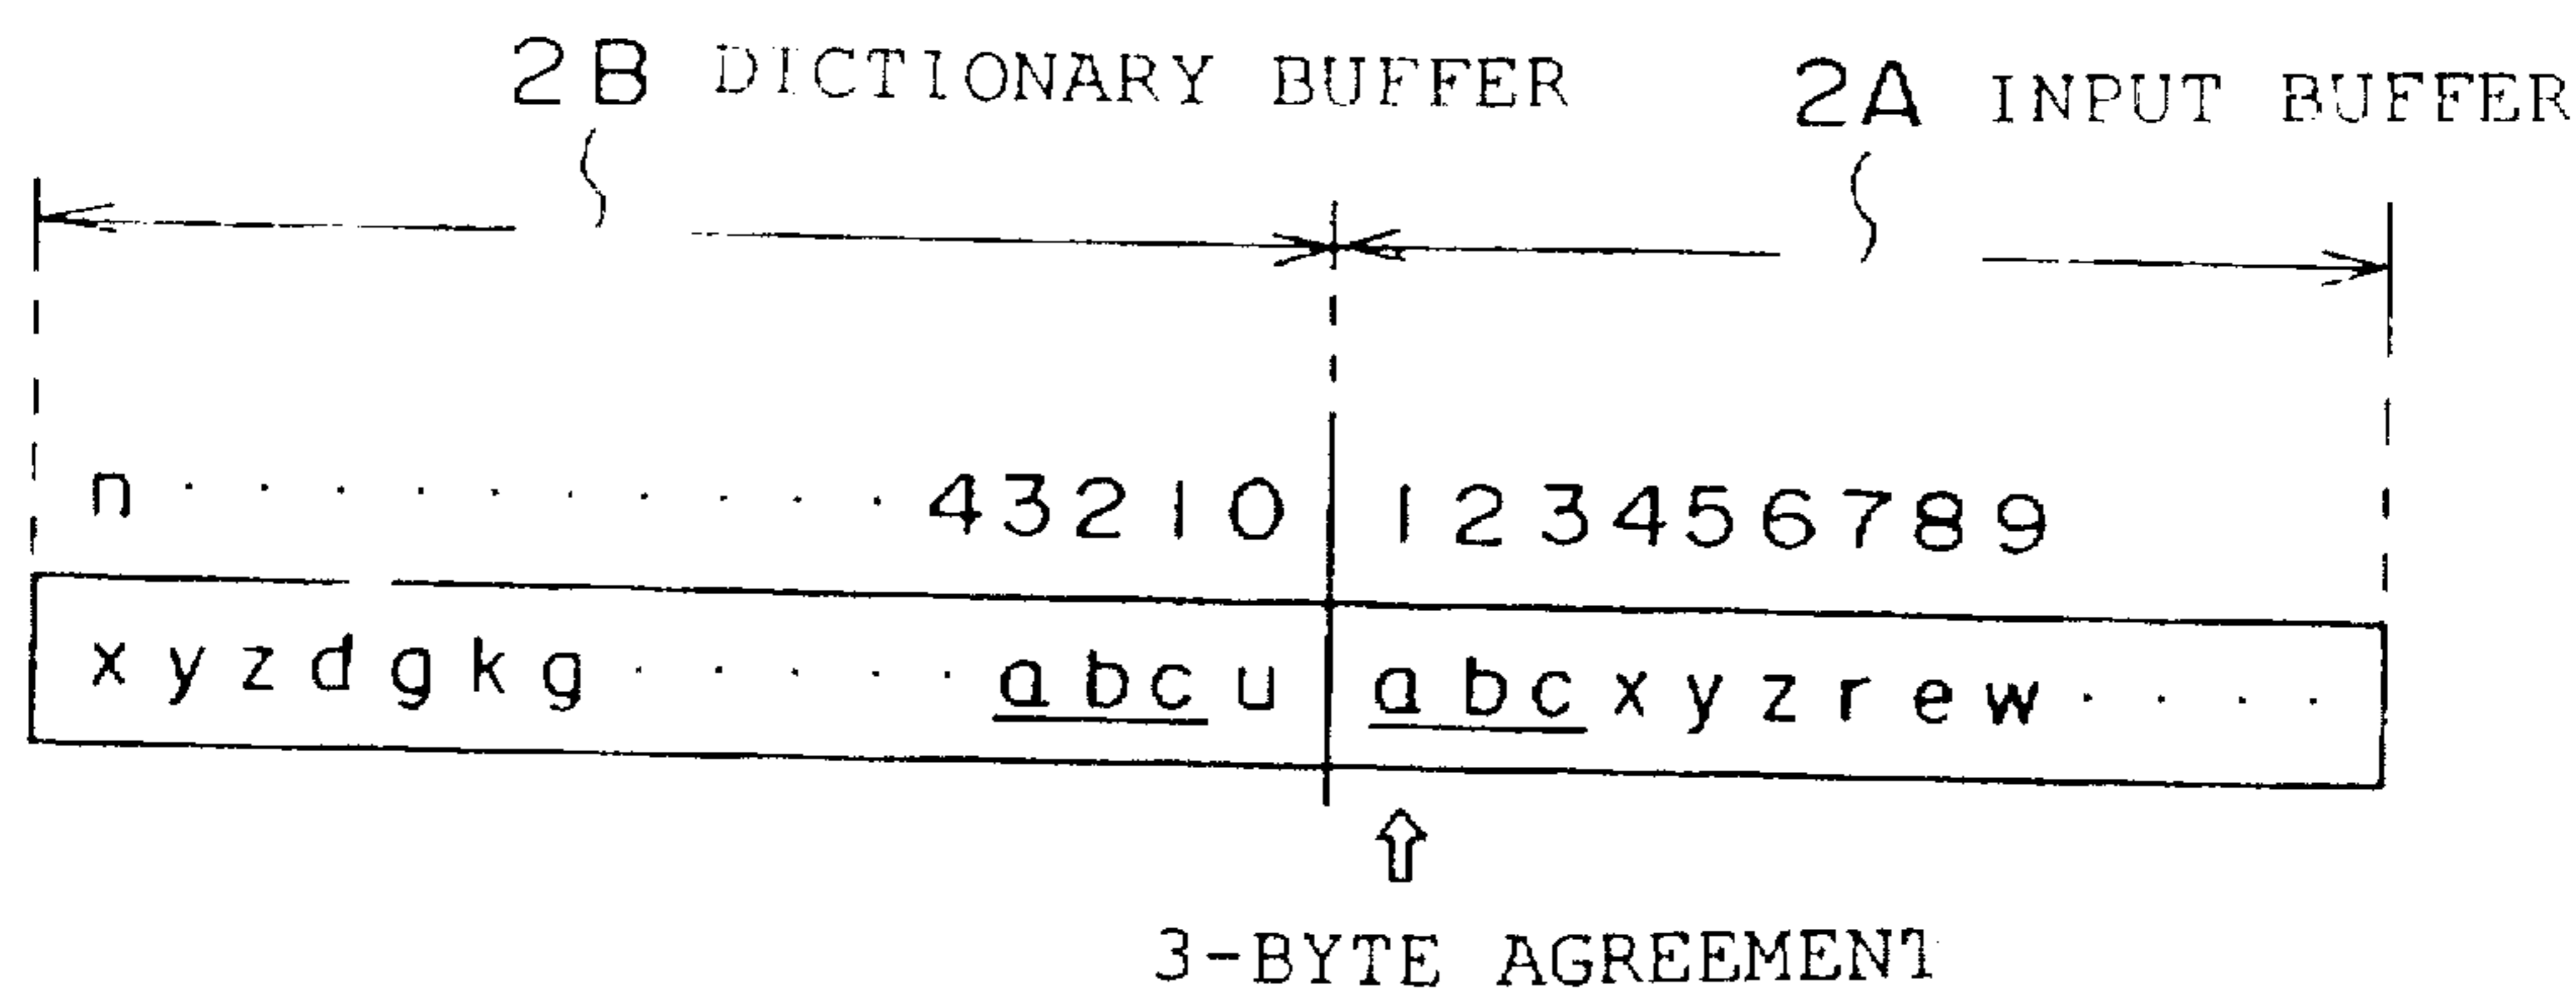 2B DICTIONARY BUFFER 2A INPUT BUFFER
n · · · · · · · · · · 4 3 2 1 0 1 2 3 4 5 6 7 8 9
x y z d g k g · · · · · a b c u a b c x y z r e w · · · ·
3-BYTE AGREEMENT